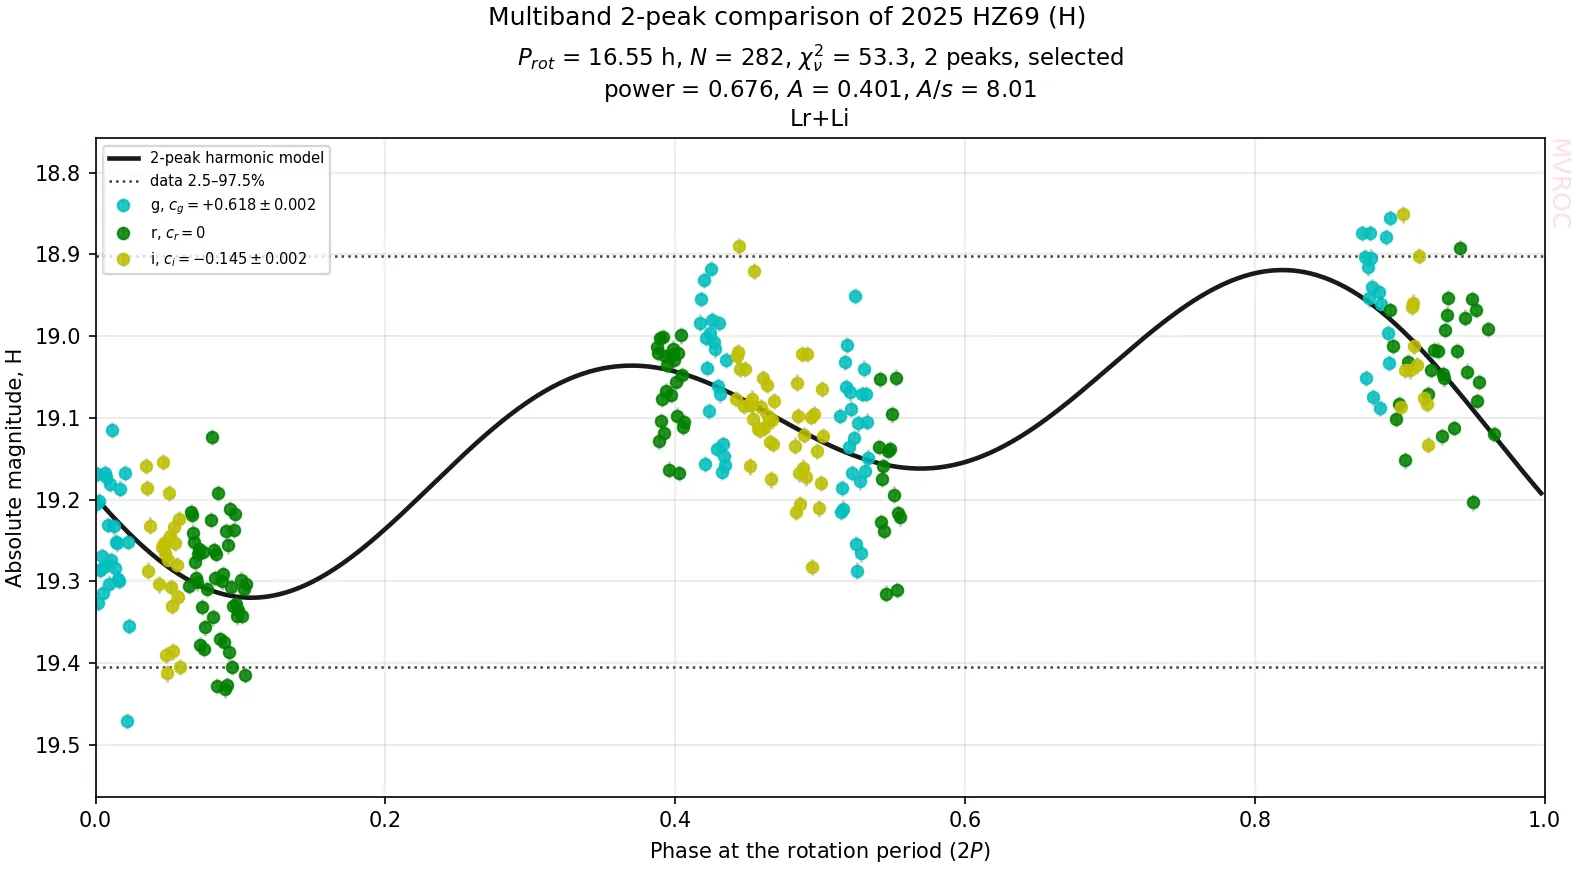 Multiband 2-peak comparison of 2025 HZ69 (H)
P_rot = 16.55 h, N = 282, χ²_ν = 53.3, 2 peaks, selected
power = 0.676, A = 0.401, A/s = 8.01
Lr+Li
2-peak harmonic model
data 2.5–97.5%
g, c_g = +0.618 ± 0.002
r, c_r = 0
i, c_i = −0.145 ± 0.002
MVROC
Absolute magnitude, H
18.8
18.9
19.0
19.1
19.2
19.3
19.4
19.5
0.0 0.2 0.4 0.6 0.8 1.0
Phase at the rotation period (2P)